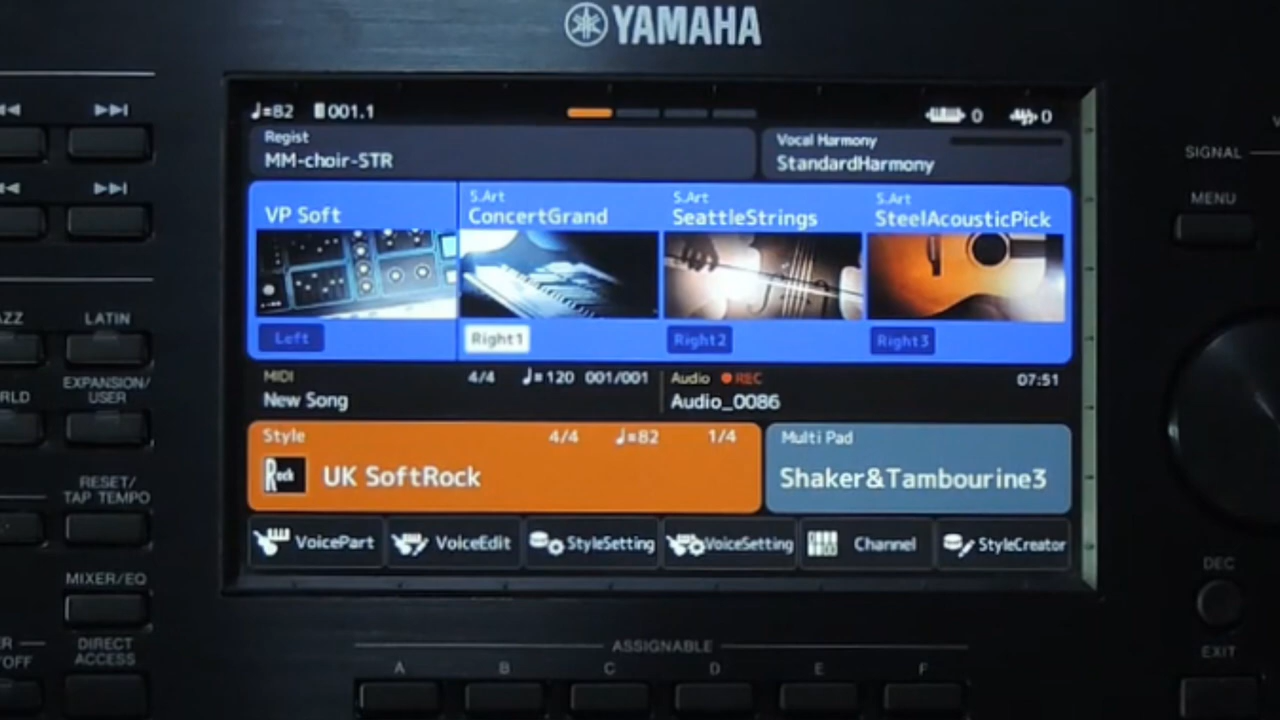 YAMAHA
♩=82 001.1 0 0
Regist
MM-choir-STR
Vocal Harmony
StandardHarmony
VP Soft
S.Art
ConcertGrand
S.Art
SeattleStrings
S.Art
SteelAcousticPick
Left
Right1
Right2
Right3
MIDI 4/4 ♩=120 001/001
New Song
Audio REC 07:51
Audio_0086
Style 4/4 ♩=82 1/4
Rock
UK SoftRock
Multi Pad
Shaker&Tambourine3
VoicePart
VoiceEdit
StyleSetting
VoiceSetting
Channel
StyleCreator
AZZ
LATIN
RLD
EXPANSION/
USER
RESET/
TAP TEMPO
MIXER/EQ
R
OFF
DIRECT
ACCESS
ASSIGNABLE
A B C D E F
SIGNAL
MENU
DEC
EXIT